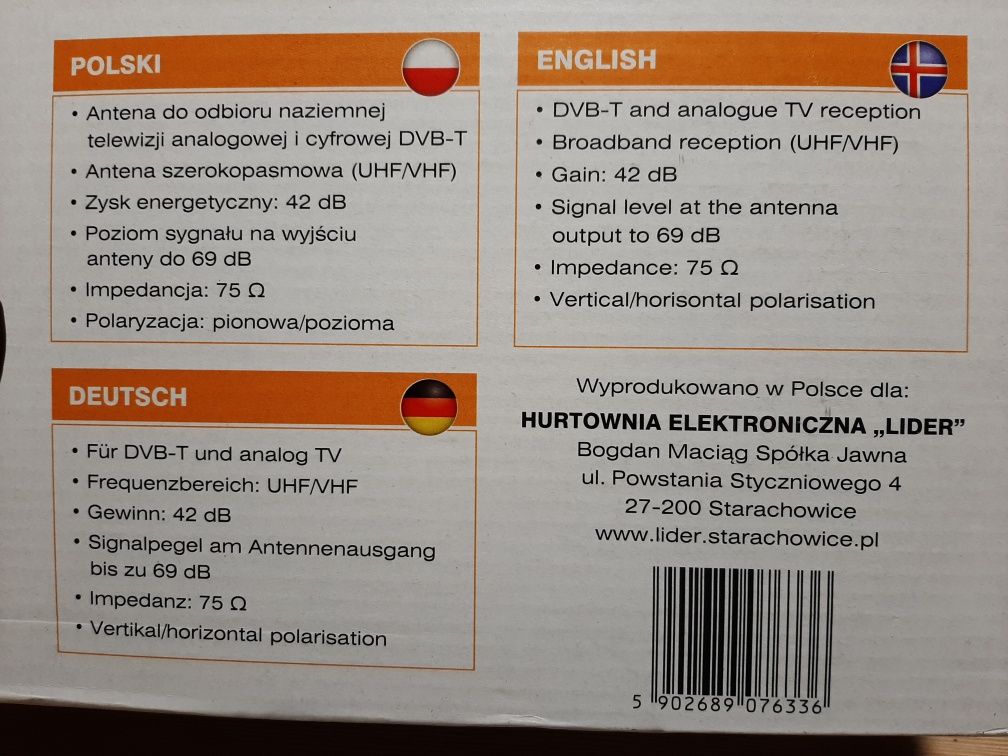 POLSKI
• Antena do odbioru naziemnej
telewizji analogowej i cyfrowej DVB-T
• Antena szerokopasmowa (UHF/VHF)
• Zysk energetyczny: 42 dB
• Poziom sygnału na wyjściu
anteny do 69 dB
• Impedancja: 75 Ω
• Polaryzacja: pionowa/pozioma
ENGLISH
• DVB-T and analogue TV reception
• Broadband reception (UHF/VHF)
• Gain: 42 dB
• Signal level at the antenna
output to 69 dB
• Impedance: 75 Ω
• Vertical/horisontal polarisation
DEUTSCH
• Für DVB-T und analog TV
• Frequenzbereich: UHF/VHF
• Gewinn: 42 dB
• Signalpegel am Antennenausgang
bis zu 69 dB
• Impedanz: 75 Ω
• Vertikal/horizontal polarisation
Wyprodukowano w Polsce dla:
HURTOWNIA ELEKTRONICZNA „LIDER”
Bogdan Maciąg Spółka Jawna
ul. Powstania Styczniowego 4
27-200 Starachowice
www.lider.starachowice.pl
5 902689 076336